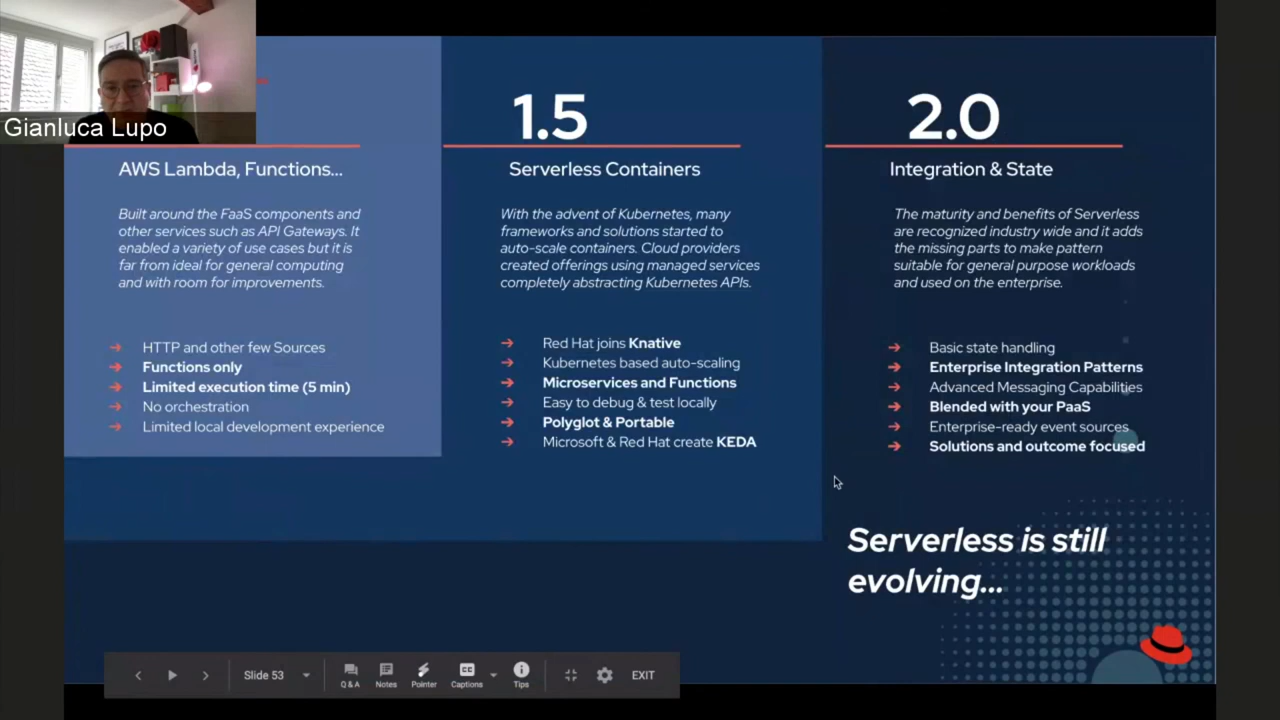 Gianluca Lupo
AWS Lambda, Functions...
Built around the FaaS components and
other services such as API Gateways. It
enabled a variety of use cases but it is
far from ideal for general computing
and with room for improvements.
→ HTTP and other few Sources
→ Functions only
→ Limited execution time (5 min)
→ No orchestration
→ Limited local development experience
1.5
Serverless Containers
With the advent of Kubernetes, many
frameworks and solutions started to
auto-scale containers. Cloud providers
created offerings using managed services
completely abstracting Kubernetes APIs.
→ Red Hat joins Knative
→ Kubernetes based auto-scaling
→ Microservices and Functions
→ Easy to debug & test locally
→ Polyglot & Portable
→ Microsoft & Red Hat create KEDA
2.0
Integration & State
The maturity and benefits of Serverless
are recognized industry wide and it adds
the missing parts to make pattern
suitable for general purpose workloads
and used on the enterprise.
→ Basic state handling
→ Enterprise Integration Patterns
→ Advanced Messaging Capabilities
→ Blended with your PaaS
→ Enterprise-ready event sources
→ Solutions and outcome focused
Serverless is still
evolving...
Slide 53
Q & A
Notes
Pointer
CC
Captions
Tips
EXIT